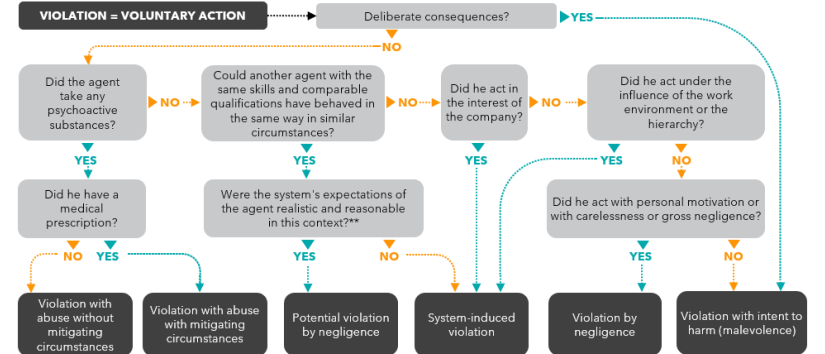 VIOLATION = VOLUNTARY ACTION
Deliberate consequences?
YES
NO
Did the agent
take any
psychoactive
substances?
NO
Could another agent with the
same skills and comparable
qualifications have behaved in
the same way in similar
circumstances?
NO
Did he act in
the interest of
the company?
NO
Did he act under the
influence of the work
environment or the
hierarchy?
YES
YES
YES
YES
NO
Did he have a
medical
prescription?
Were the system's expectations of
the agent realistic and reasonable
in this context?**
Did he act with personal motivation or
with carelessness or gross negligence?
NO
YES
YES
NO
YES
NO
Violation with
abuse without
mitigating
circumstances
Violation with abuse
with mitigating
circumstances
Potential violation
by negligence
System-induced
violation
Violation by
negligence
Violation with intent to
harm (malevolence)